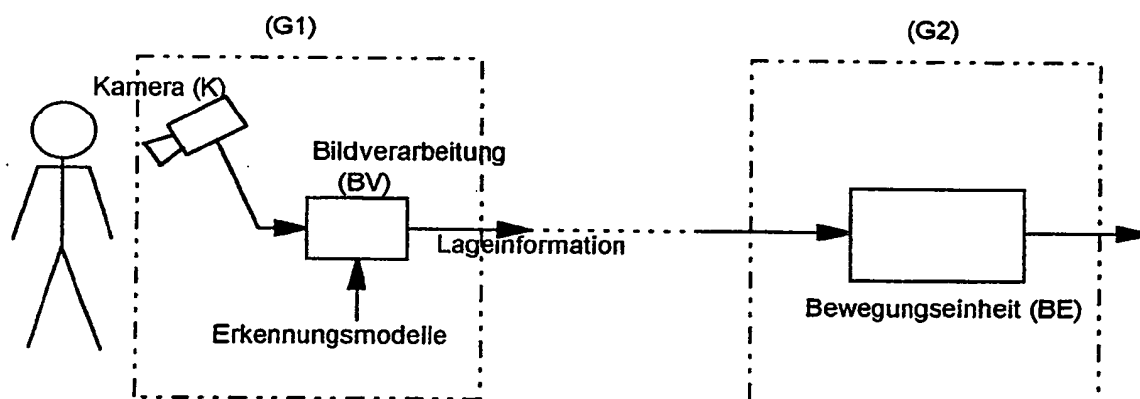 (G1)
(G2)
Kamera (K)
Bildverarbeitung
(BV)
Lageinformation
Bewegungseinheit (BE)
Erkennungsmodelle